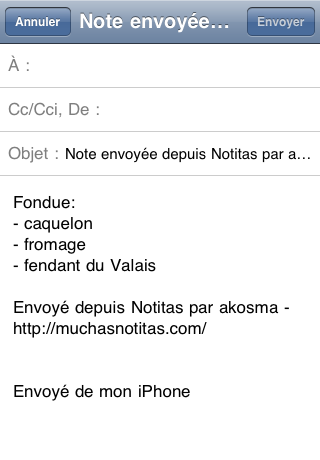 Annuler Note envoyée... Envoyer
À :
Cc/Cci, De :
Objet : Note envoyée depuis Notitas par a...
Fondue:
- caquelon
- fromage
- fendant du Valais
Envoyé depuis Notitas par akosma -
http://muchasnotitas.com/
Envoyé de mon iPhone